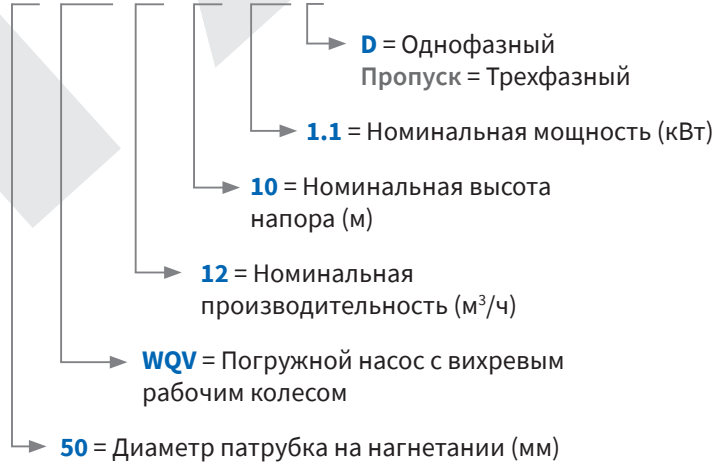 D = Однофазный
Пропуск = Трехфазный
1.1 = Номинальная мощность (кВт)
10 = Номинальная высота
напора (м)
12 = Номинальная
производительность (м³/ч)
WQV = Погружной насос с вихревым
рабочим колесом
50 = Диаметр патрубка на нагнетании (мм)